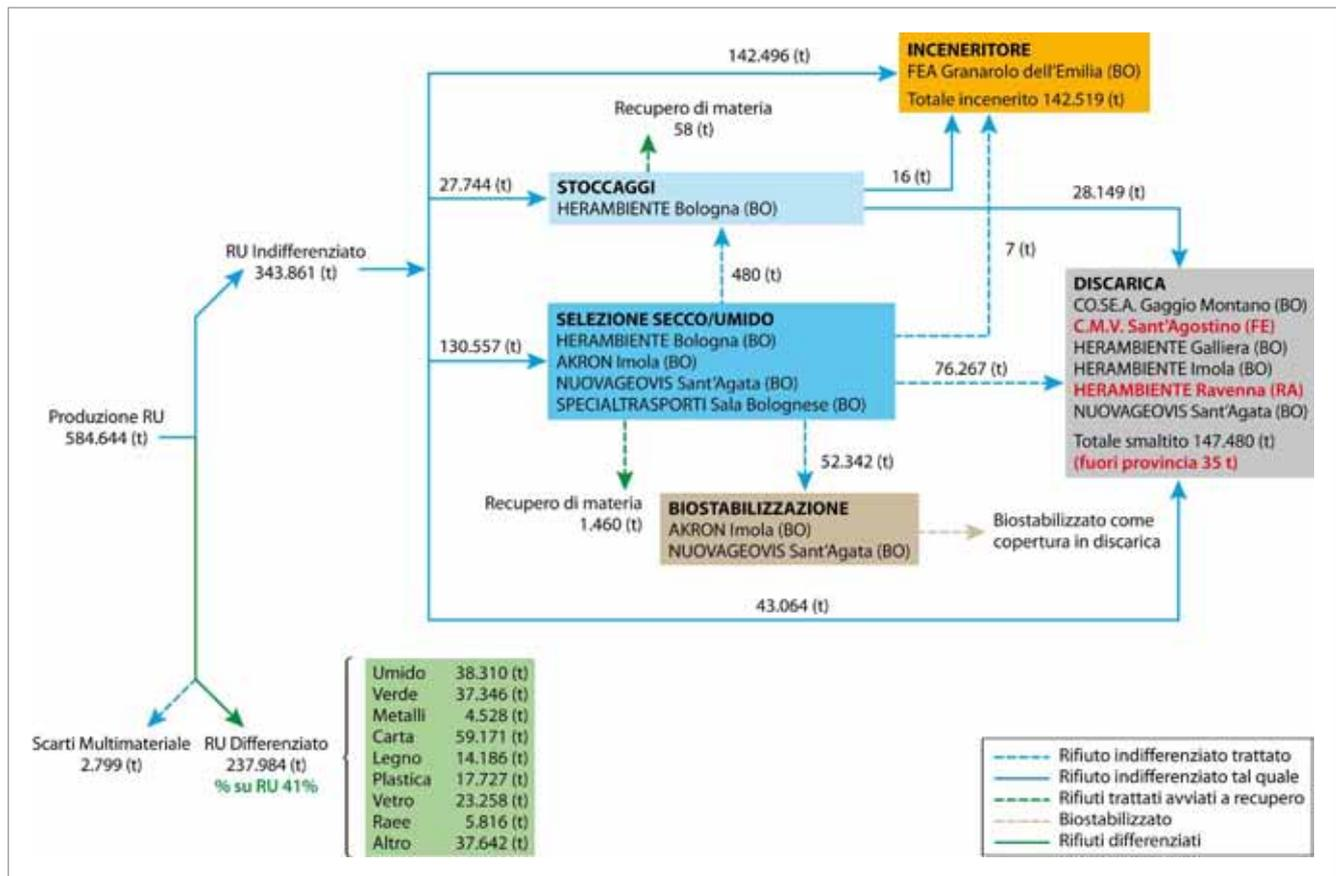 142.496 (t)
INCENERITORE
FEA Granarolo dell'Emilia (BO)
Totale incenerito 142.519 (t)
Recupero di materia
58 (t)
27.744 (t)
STOCCAGGI
HERAMBIENTE Bologna (BO)
16 (t)
28.149 (t)
RU Indifferenziato
343.861 (t)
480 (t)
7 (t)
130.557 (t)
SELEZIONE SECCO/UMIDO
HERAMBIENTE Bologna (BO)
AKRON Imola (BO)
NUOVAGEOVIS Sant'Agata (BO)
SPECIALTRASPORTI Sala Bolognese (BO)
76.267 (t)
DISCARICA
CO.SE.A. Gaggio Montano (BO)
C.M.V. Sant'Agostino (FE)
HERAMBIENTE Galliera (BO)
HERAMBIENTE Imola (BO)
HERAMBIENTE Ravenna (RA)
NUOVAGEOVIS Sant'Agata (BO)
Totale smaltito 147.480 (t)
(fuori provincia 35 t)
Produzione RU
584.644 (t)
52.342 (t)
Recupero di materia
1.460 (t)
BIOSTABILIZZAZIONE
AKRON Imola (BO)
NUOVAGEOVIS Sant'Agata (BO)
Biostabilizzato come
copertura in discarica
43.064 (t)
Scarti Multimateriale
2.799 (t)
RU Differenziato
237.984 (t)
% su RU 41%
Umido 38.310 (t)
Verde 37.346 (t)
Metalli 4.528 (t)
Carta 59.171 (t)
Legno 14.186 (t)
Plastica 17.727 (t)
Vetro 23.258 (t)
Raee 5.816 (t)
Altro 37.642 (t)
Rifiuto indifferenziato trattato
Rifiuto indifferenziato tal quale
Rifiuti trattati avviati a recupero
Biostabilizzato
Rifiuti differenziati